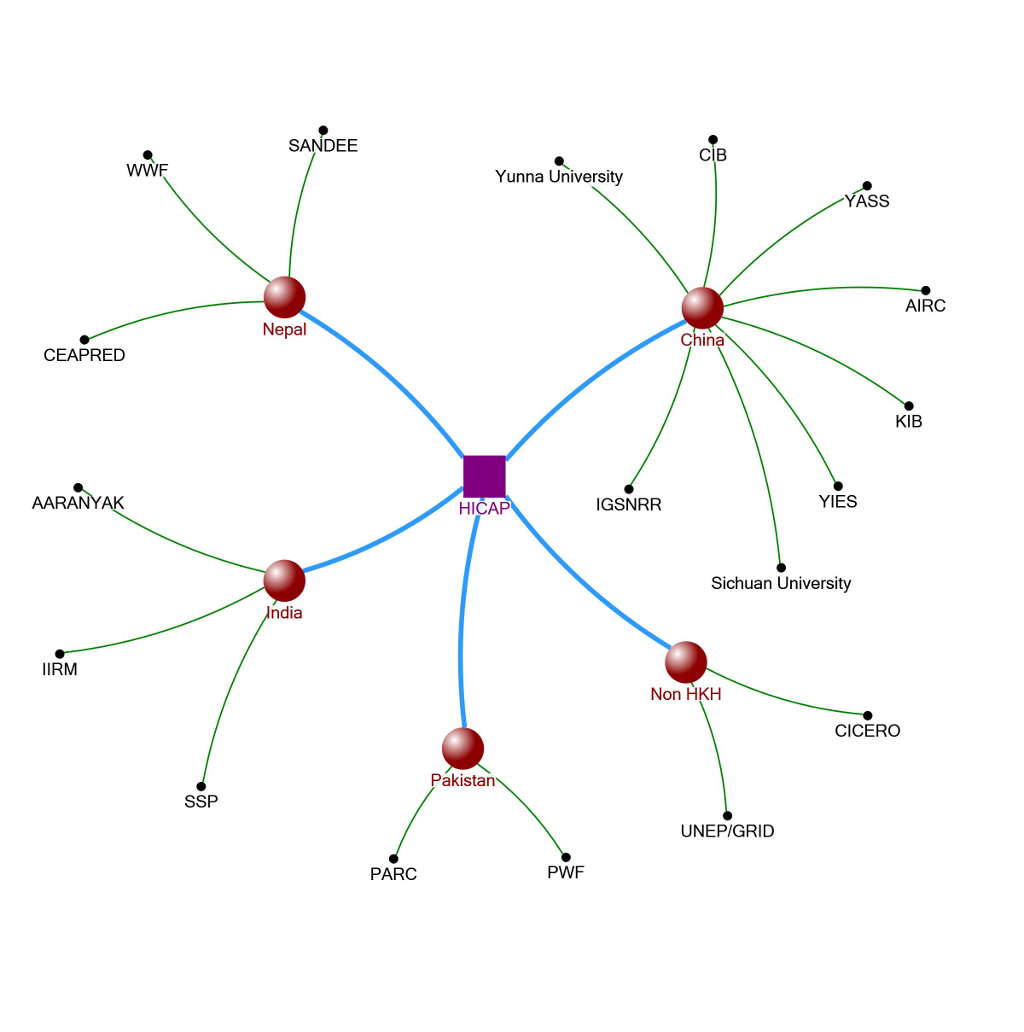 SANDEE
WWF
CIB
Yunna University
YASS
AIRC
Nepal
China
CEAPRED
KIB
AARANYAK
HICAP
IGSNRR
YIES
Sichuan University
India
IIRM
Non HKH
CICERO
Pakistan
SSP
UNEP/GRID
PARC
PWF